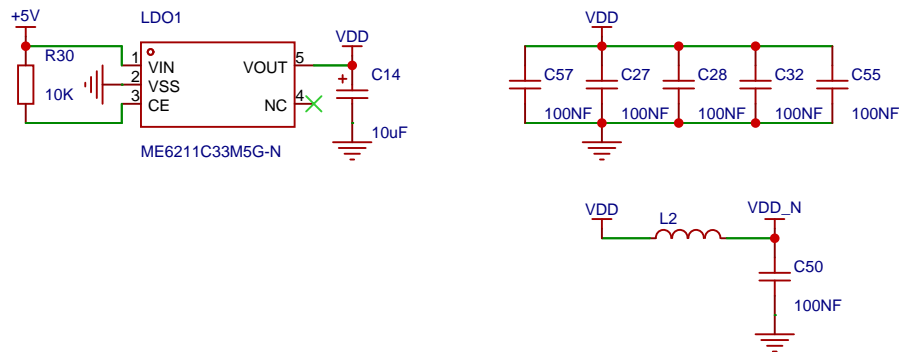 +5V
LDO1
VDD
R30
10K
1
VIN
2
VSS
3
CE
VOUT
5
NC
4
+
C14
10uF
ME6211C33M5G-N
VDD
C57
C27
C28
C32
C55
100NF
100NF
100NF
100NF
100NF
VDD
L2
VDD_N
C50
100NF